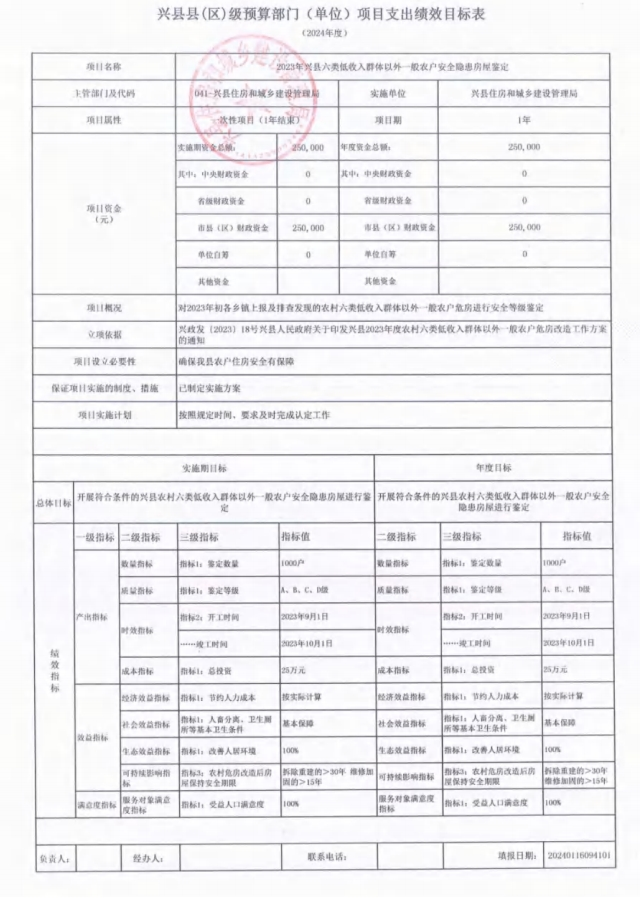 兴县县(区)级预算部门（单位）项目支出绩效目标表
（2024年度）
项目名称 2023年兴县六类低收入群体以外一般农户安全隐患房屋鉴定
主管部门及代码 041-兴县住房和城乡建设管理局 实施单位 兴县住房和城乡建设管理局
项目属性 一次性项目（1年结束） 项目期 1年
项目资金（元） 实施期资金总额： 250,000 年度资金总额： 250,000
其中：中央财政资金 0 其中：中央财政资金 0
省级财政资金 0 省级财政资金 0
市县（区）财政资金 250,000 市县（区）财政资金 250,000
单位自筹 0 单位自筹 0
其他资金 其他资金
项目概况 对2023年初各乡镇上报及排查发现的农村六类低收入群体以外一般农户危房进行安全等级鉴定
立项依据 兴政发〔2023〕18号兴县人民政府关于印发兴县2023年度农村六类低收入群体以外一般农户危房改造工作方案
的通知
项目设立必要性 确保我县农户住房安全有保障
保证项目实施的制度、措施 已制定实施方案
项目实施计划 按照规定时间、要求及时完成认定工作
实施期目标 年度目标
总体目标 开展符合条件的兴县农村六类低收入群体以外一般农户安全隐患房屋进行鉴定 开展符合条件的兴县农村六类低收入群体以外一般农户安全隐患房屋进行鉴定
绩效指标 一级指标 二级指标 三级指标 指标值 二级指标 三级指标 指标值
产出指标 数量指标 指标1：鉴定数量 1000户 数量指标 指标1：鉴定数量 1000户
质量指标 指标1：鉴定等级 A、B、C、D级 质量指标 指标1：鉴定等级 A、B、C、D级
时效指标 指标2：开工时间 2023年9月1日 时效指标 指标2：开工时间 2023年9月1日
……竣工时间 2023年10月1日 ……竣工时间 2023年10月1日
成本指标 指标1：总投资 25万元 成本指标 指标1：总投资 25万元
效益指标 经济效益指标 指标1：节约人力成本 按实际计算 经济效益指标 指标1：节约人力成本 按实际计算
社会效益指标 指标1：人畜分离、卫生厕所等基本卫生条件 基本保障 社会效益指标 指标1：人畜分离、卫生厕所等基本卫生条件 基本保障
生态效益指标 指标1：改善人居环境 100% 生态效益指标 指标1：改善人居环境 100%
可持续影响指标 指标3：农村危房改造后房屋保持安全期限 拆除重建的>30年 维修加固的>15年 可持续影响指标 指标3：农村危房改造后房屋保持安全期限 拆除重建的>30年 维修加固的>15年
满意度指标 服务对象满意度指标 指标1：受益人口满意度 100% 服务对象满意度指标 指标1：受益人口满意度 100%
负责人： 经办人： 联系电话： 填报日期： 20240116094101